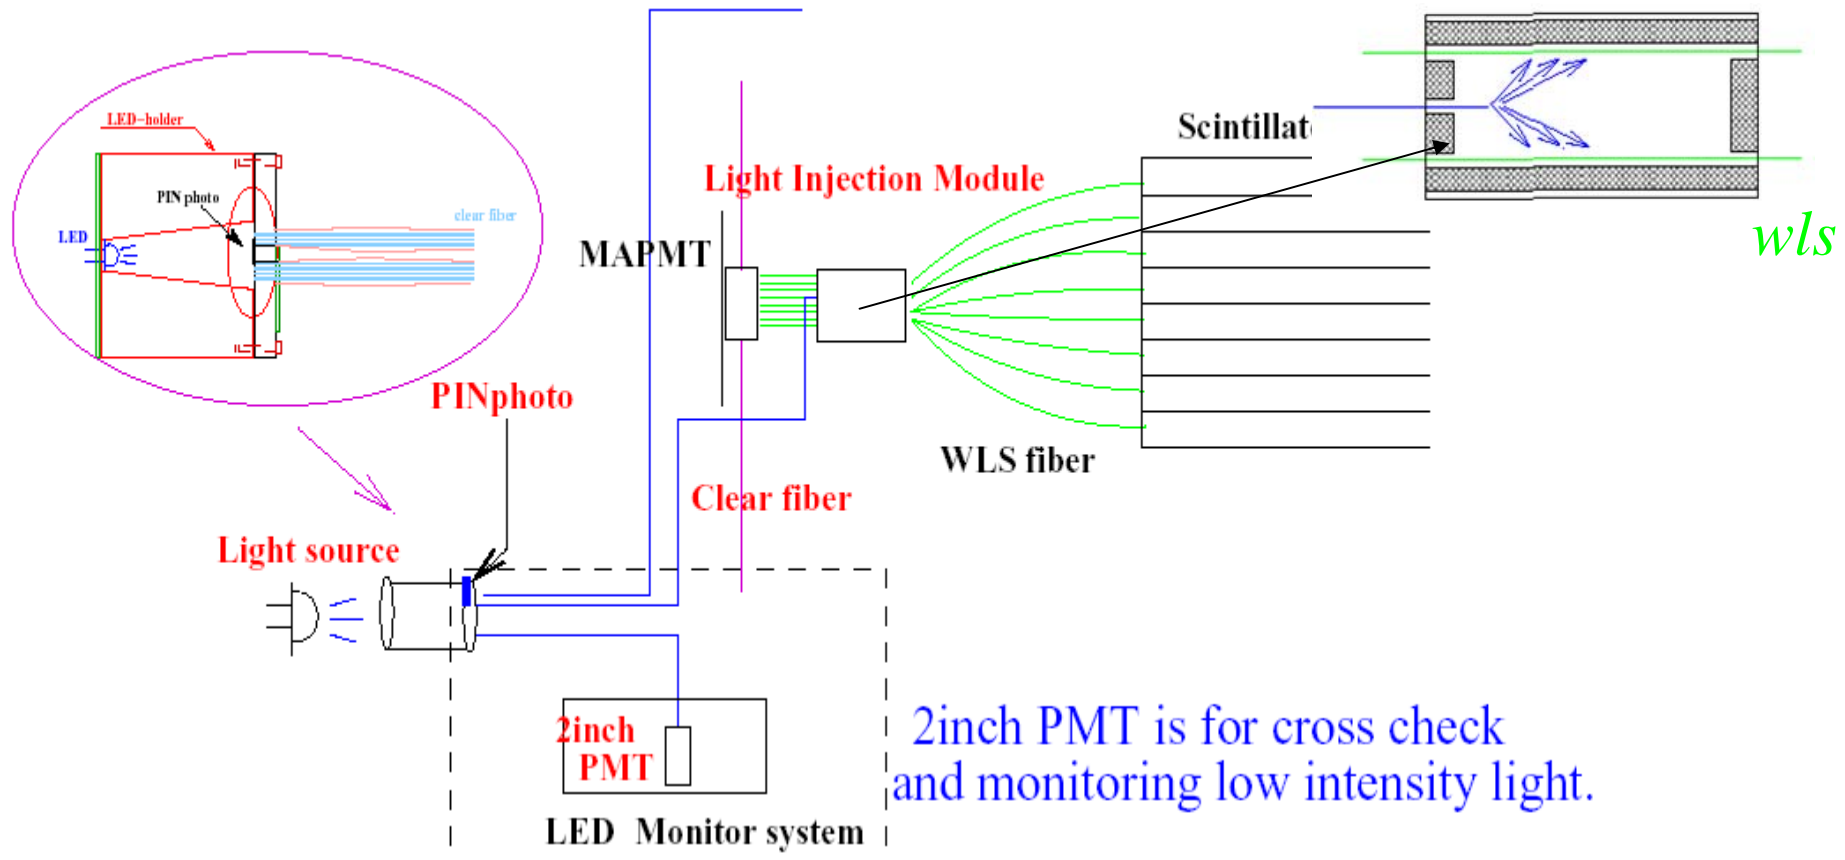 LED-holder
PIN photo
clear fiber
LED
Scintillat
Light Injection Module
MAPMT
wls
PINphoto
WLS fiber
Clear fiber
Light source
2inch
PMT
2inch PMT is for cross check
and monitoring low intensity light.
LED Monitor system